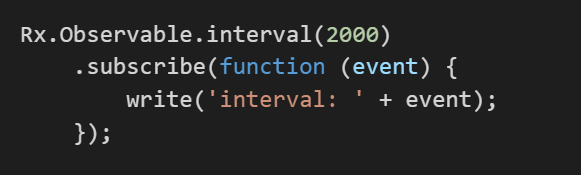 Rx.Observable.interval(2000)
    .subscribe(function (event) {
        write('interval: ' + event);
    });